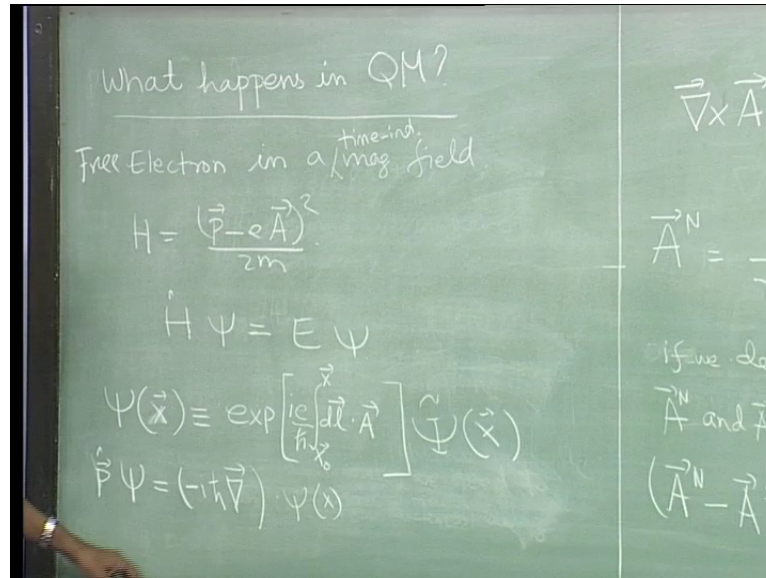 What happens in QM?
time-ind.
Free Electron in a mag field.
H = (p⃗ − e A⃗)² / 2m
Ĥ ψ = E ψ
ψ(x⃗) ≡ exp[ie/ħ ∫_{x⃗₀}^{x⃗} dl⃗ · A⃗] ψ̃(x⃗)
p̂⃗ ψ = (−iħ∇⃗) · ψ(x)
∇⃗ × A⃗
A⃗ᴺ =
if we de
A⃗ᴺ and A⃗
(A⃗ᴺ − A⃗